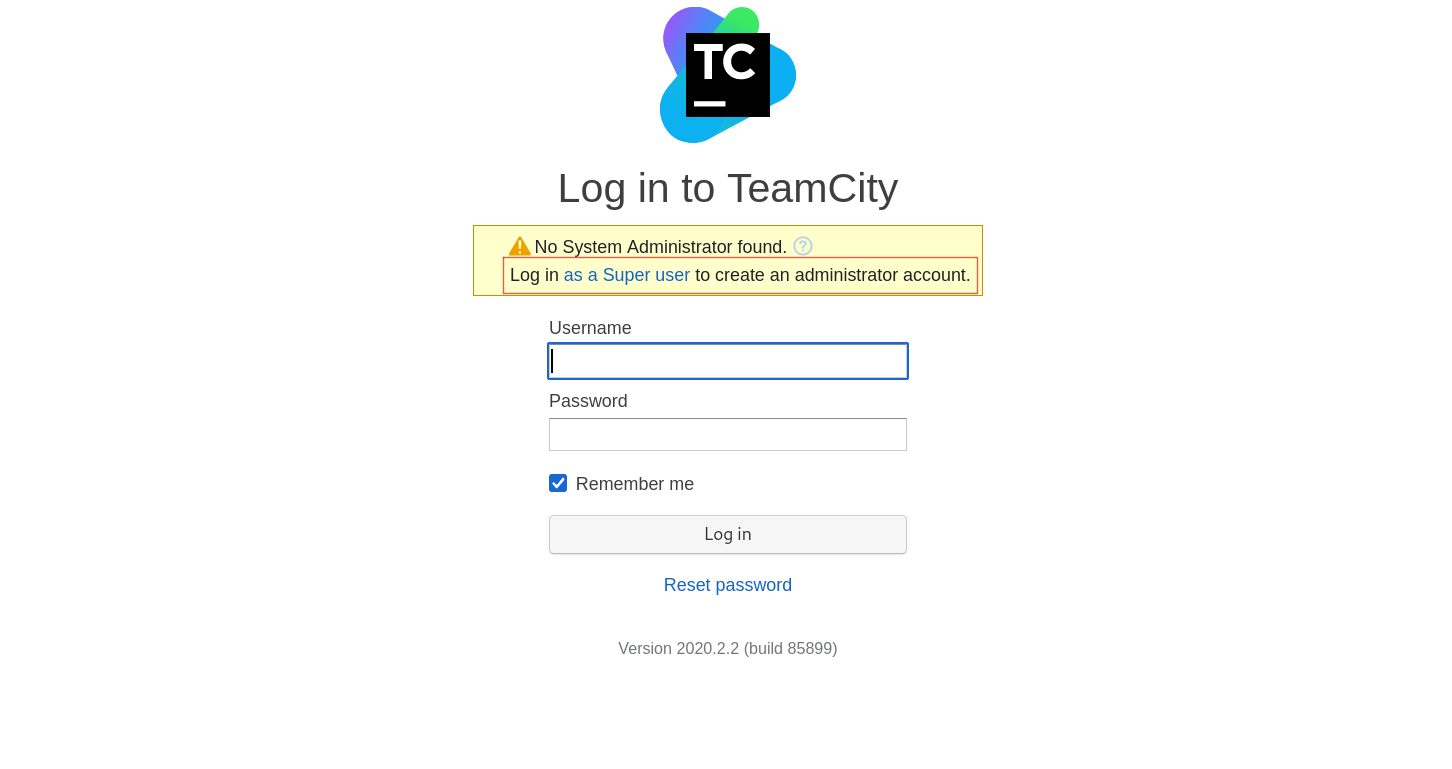 TC
Log in to TeamCity
No System Administrator found.
Log in as a Super user to create an administrator account.
Username
Password
Remember me
Log in
Reset password
Version 2020.2.2 (build 85899)